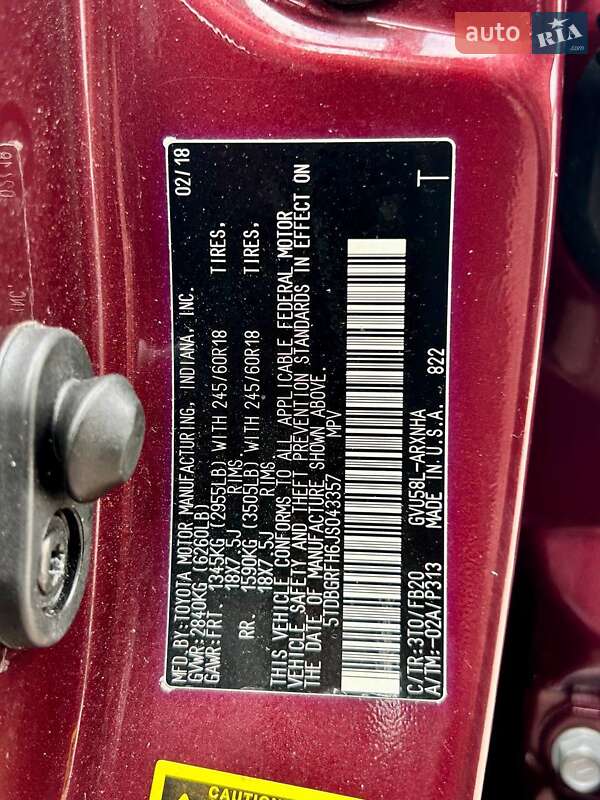 auto RIA.com
MFD.BY:TOYOTA MOTOR MANUFACTURING, INDIANA, INC. 02/18
GVWR:2840KG (6260LB)
GAWR:FRT. 1345KG (2955LB) WITH 245/60R18 TIRES,
18X7.5J RIMS
RR. 1590KG (3505LB) WITH 245/60R18 TIRES,
18X7.5J RIMS
THIS VEHICLE CONFORMS TO ALL APPLICABLE FEDERAL MOTOR
VEHICLE SAFETY AND THEFT PREVENTION STANDARDS IN EFFECT ON
THE DATE OF MANUFACTURE SHOWN ABOVE.
5TDBGRFH6JS043357 MPV
C/TR:3T0/FB20 GVU58L-ARXNHA
A/TM:-02A/P313 MADE IN U.S.A. 822 T
CAUTION